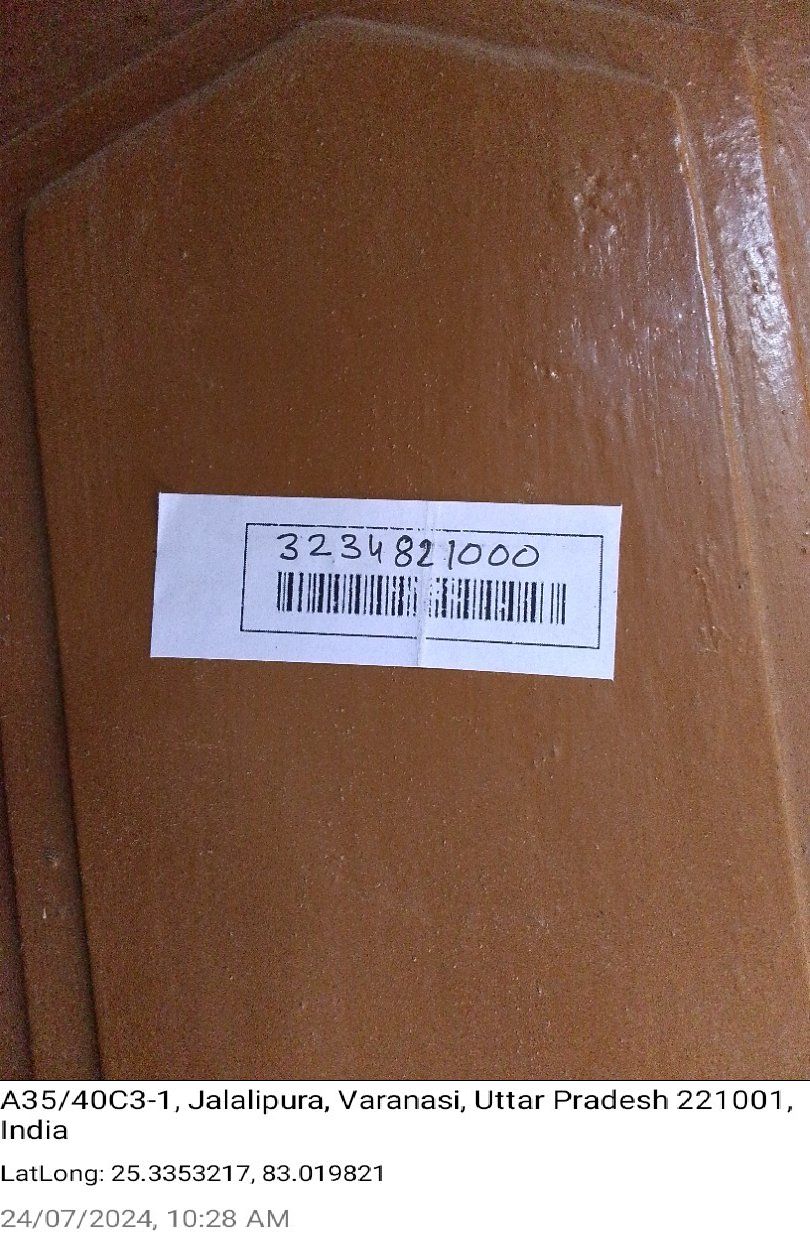 3234821000
A35/40C3-1, Jalalipura, Varanasi, Uttar Pradesh 221001,
India
LatLong: 25.3353217, 83.019821
24/07/2024, 10:28 AM